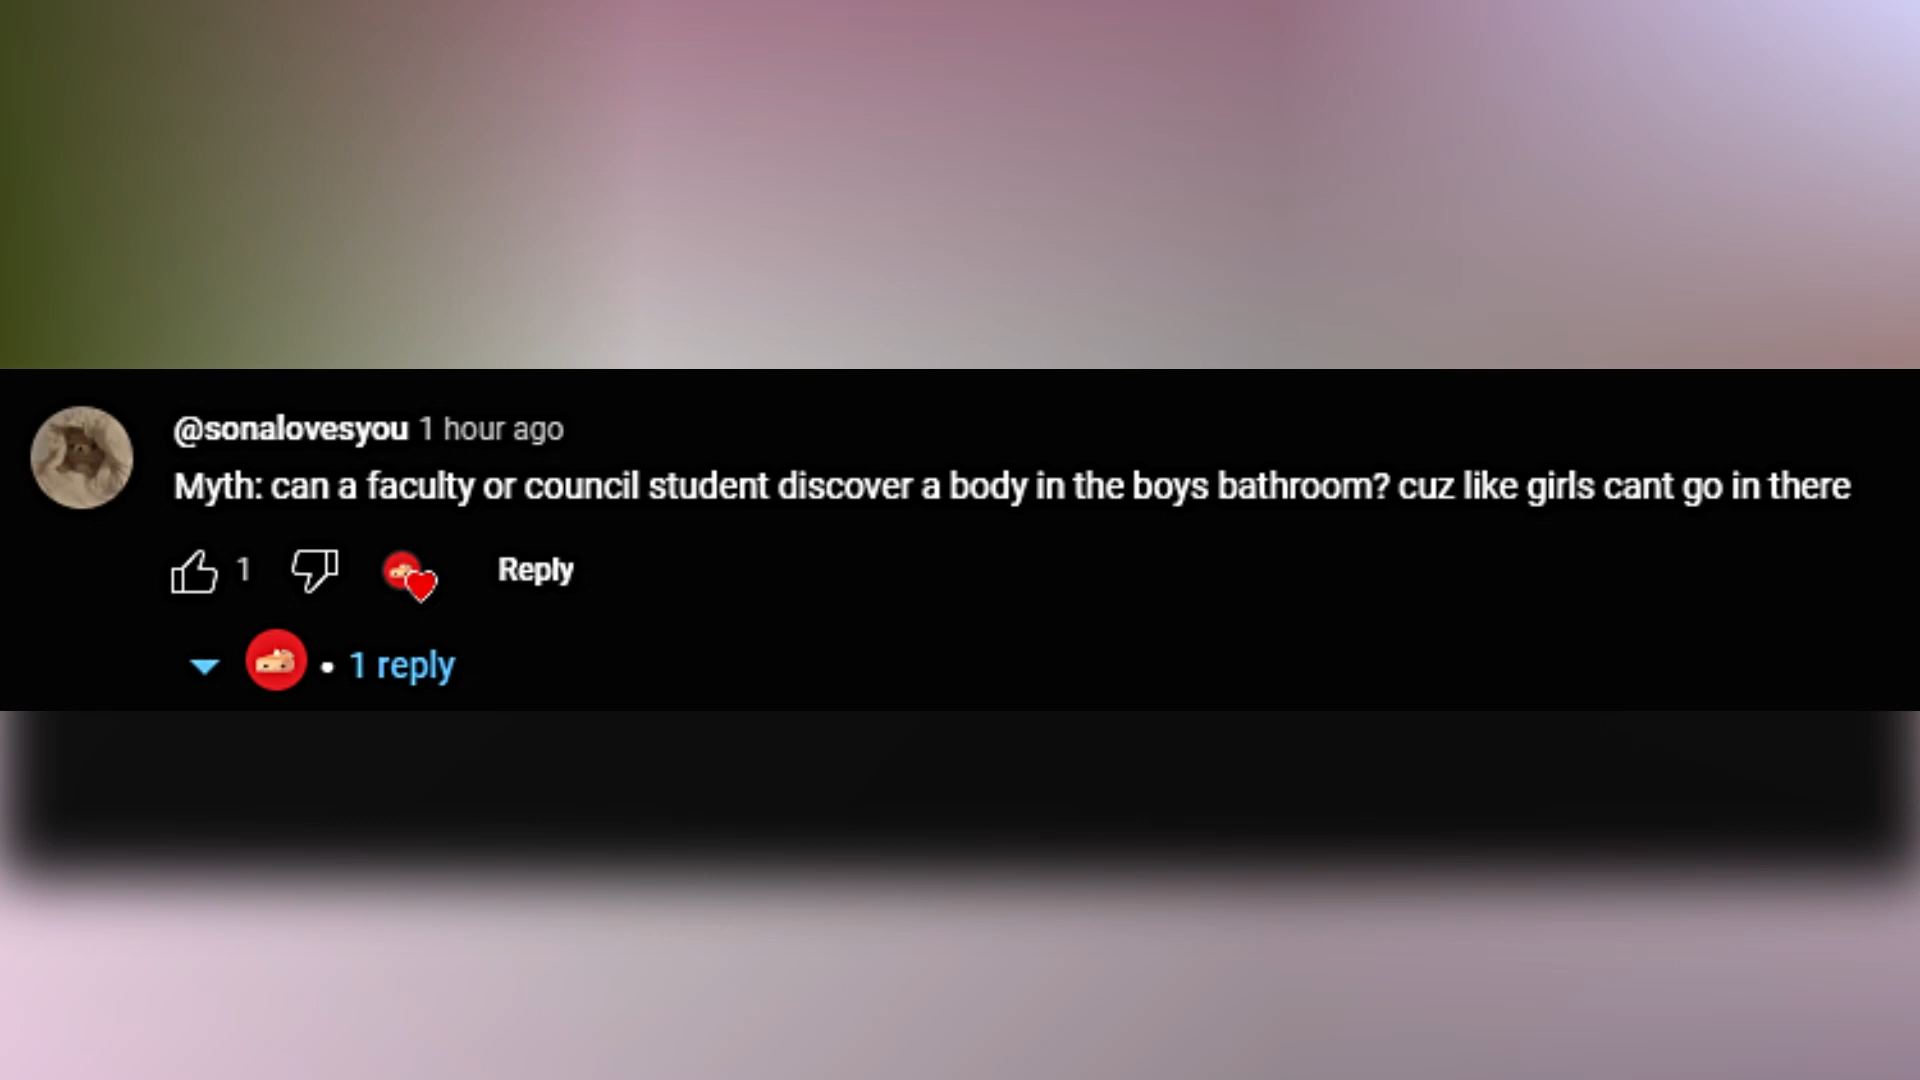 @sonalovesyou 1 hour ago
Myth: can a faculty or council student discover a body in the boys bathroom? cuz like girls cant go in there
1 Reply
1 reply